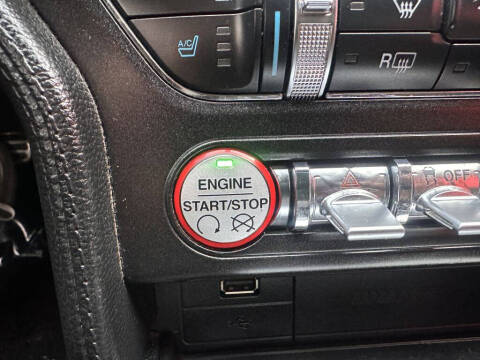 A/C
R
ENGINE
START/STOP
OFF